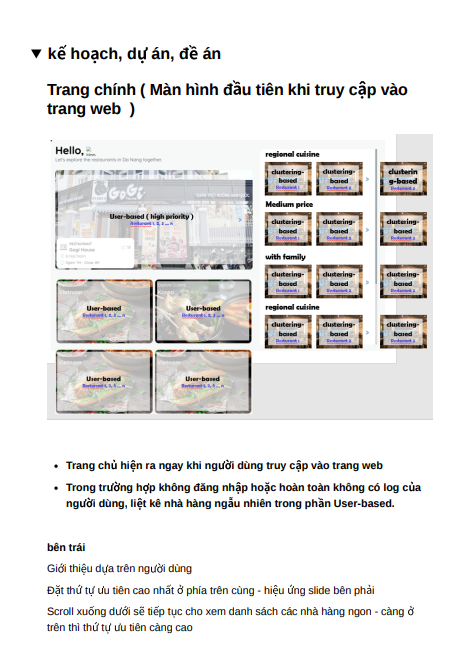 kế hoạch, dự án, đề án
Trang chính ( Màn hình đầu tiên khi truy cập vào
trang web )
Hello,
Let's explore the restaurants in Da Nang together.
GoGi
User-based ( high priority )
Restaurant 1, 2, 3 ... n
Gogi House
User-based
Restaurant 1, 2, 3 ... n
User-based
Restaurant 1, 2, 3 ... n
User-based
Restaurant 1, 2, 3 ... n
User-based
Restaurant 1, 2, 3 ... n
regional cuisine
clustering-
based
Restaurant 1
clustering-
based
Restaurant 2
clusterin
g-based
Medium price
clustering-
based
Restaurant 1
clustering-
based
Restaurant 2
clustering-
based
with family
clustering-
based
Restaurant 1
clustering-
based
Restaurant 2
clustering-
based
regional cuisine
clustering-
based
Restaurant 1
clustering-
based
Restaurant 2
clustering-
based
• Trang chủ hiện ra ngay khi người dùng truy cập vào trang web
• Trong trường hợp không đăng nhập hoặc hoàn toàn không có log của
người dùng, liệt kê nhà hàng ngẫu nhiên trong phần User-based.
bên trái
Giới thiệu dựa trên người dùng
Đặt thứ tự ưu tiên cao nhất ở phía trên cùng - hiệu ứng slide bên phải
Scroll xuống dưới sẽ tiếp tục cho xem danh sách các nhà hàng ngon - càng ở
trên thì thứ tự ưu tiên càng cao